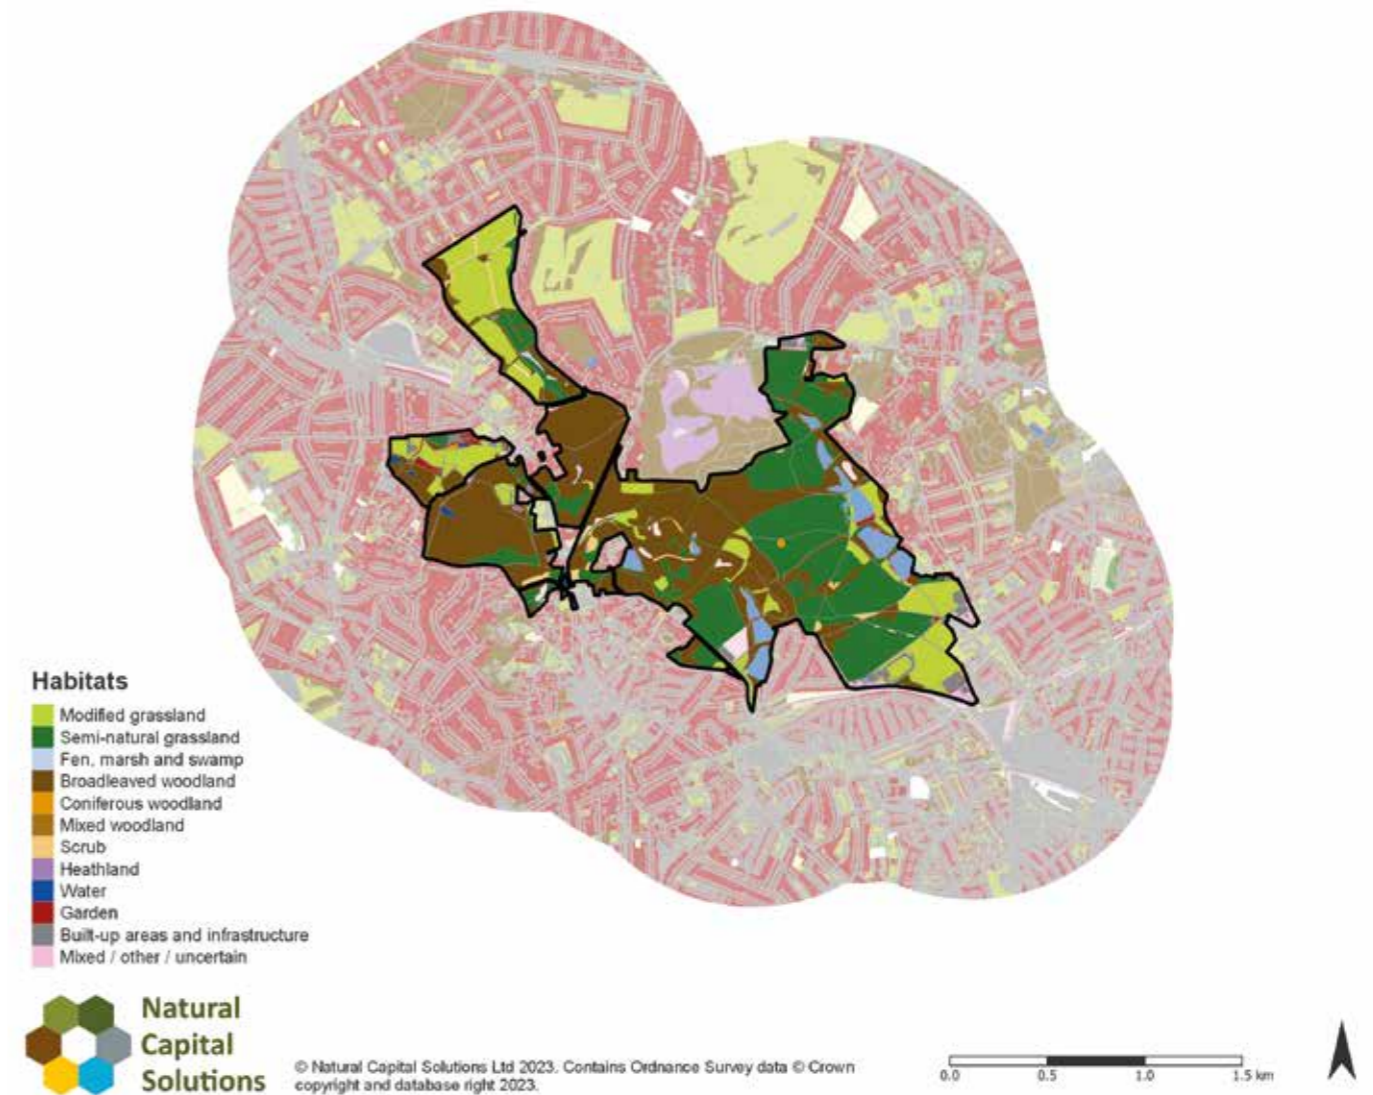 Habitats
Modified grassland
Semi-natural grassland
Fen, marsh and swamp
Broadleaved woodland
Coniferous woodland
Mixed woodland
Scrub
Heathland
Water
Garden
Built-up areas and infrastructure
Mixed / other / uncertain
Natural
Capital
Solutions
© Natural Capital Solutions Ltd 2023. Contains Ordnance Survey data © Crown
copyright and database right 2023.
0.0 0.5 1.0 1.5 km